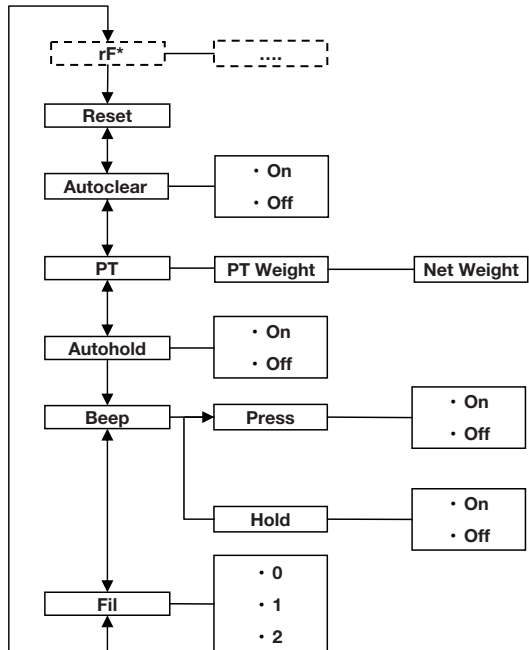 rF*
....
Reset
Autoclear
· On
· Off
PT
PT Weight
Net Weight
Autohold
· On
· Off
Beep
Press
· On
· Off
Hold
· On
· Off
Fil
· 0
· 1
· 2